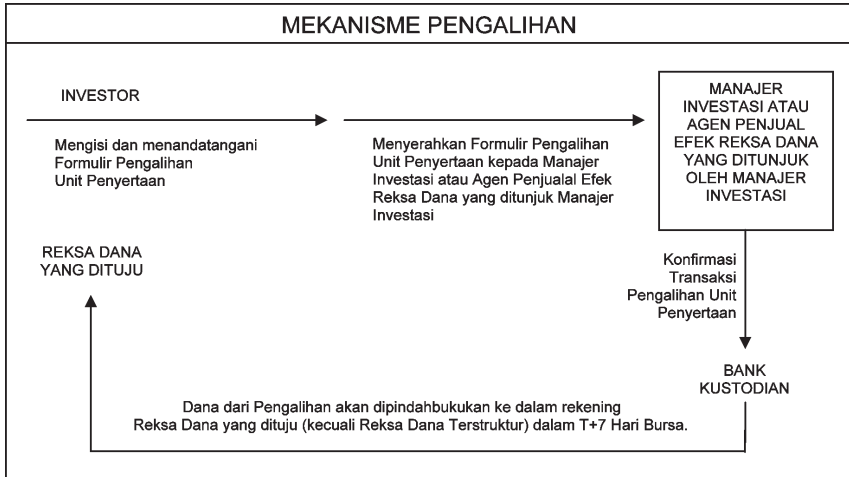 MEKANISME PENGALIHAN
INVESTOR
Mengisi dan menandatangani
Formulir Pengalihan
Unit Penyertaan
Menyerahkan Formulir Pengalihan
Unit Penyertaan kepada Manajer
Investasi atau Agen Penjualal Efek
Reksa Dana yang ditunjuk Manajer
Investasi
MANAJER
INVESTASI ATAU
AGEN PENJUAL
EFEK REKSA DANA
YANG DITUNJUK
OLEH MANAJER
INVESTASI
Konfirmasi
Transaksi
Pengalihan Unit
Penyertaan
BANK
KUSTODIAN
Dana dari Pengalihan akan dipindahbukukan ke dalam rekening
Reksa Dana yang dituju (kecuali Reksa Dana Terstruktur) dalam T+7 Hari Bursa.
REKSA DANA
YANG DITUJU